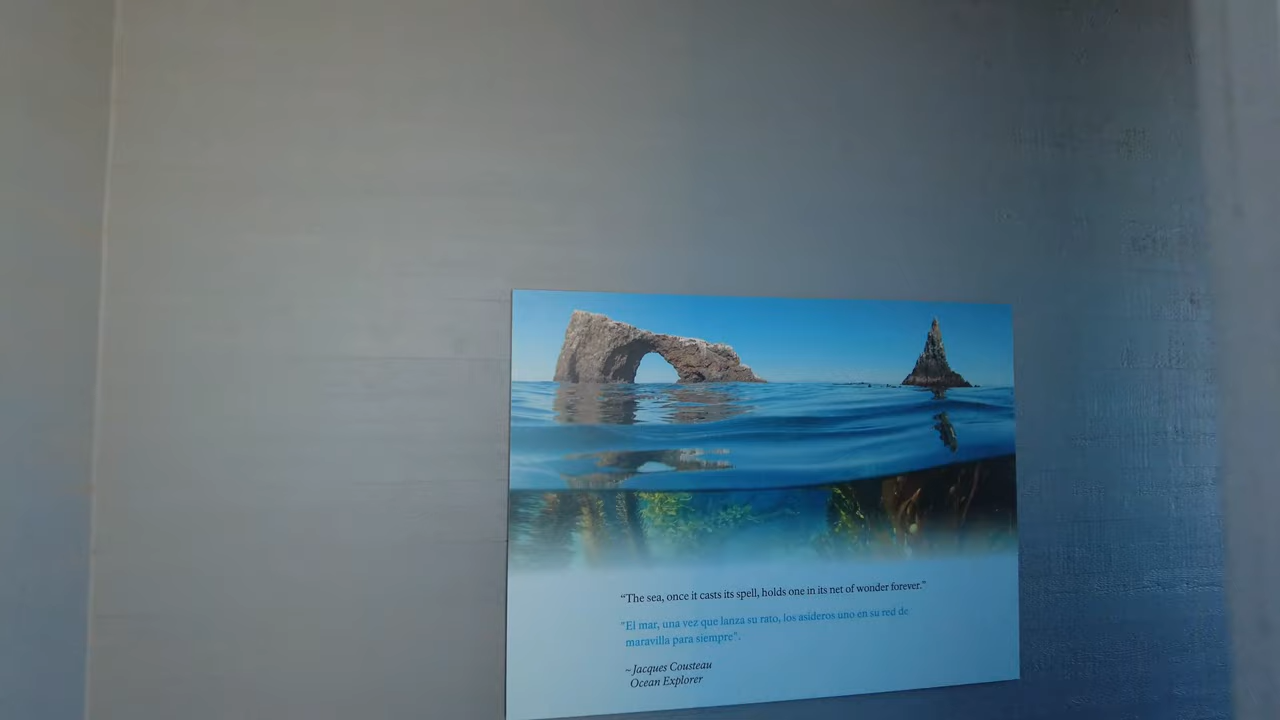 “The sea, once it casts its spell, holds one in its net of wonder forever.”
"El mar, una vez que lanza su rato, los asideros uno en su red de
maravilla para siempre".
~ Jacques Cousteau
Ocean Explorer